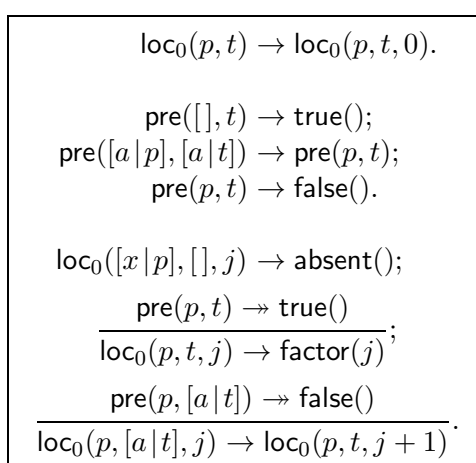 loc₀(p, t) → loc₀(p, t, 0).
pre([ ], t) → true();
pre([a | p], [a | t]) → pre(p, t);
pre(p, t) → false().
loc₀([x | p], [ ], j) → absent();
pre(p, t) ↠ true()
loc₀(p, t, j) → factor(j);
pre(p, [a | t]) ↠ false()
loc₀(p, [a | t], j) → loc₀(p, t, j + 1).